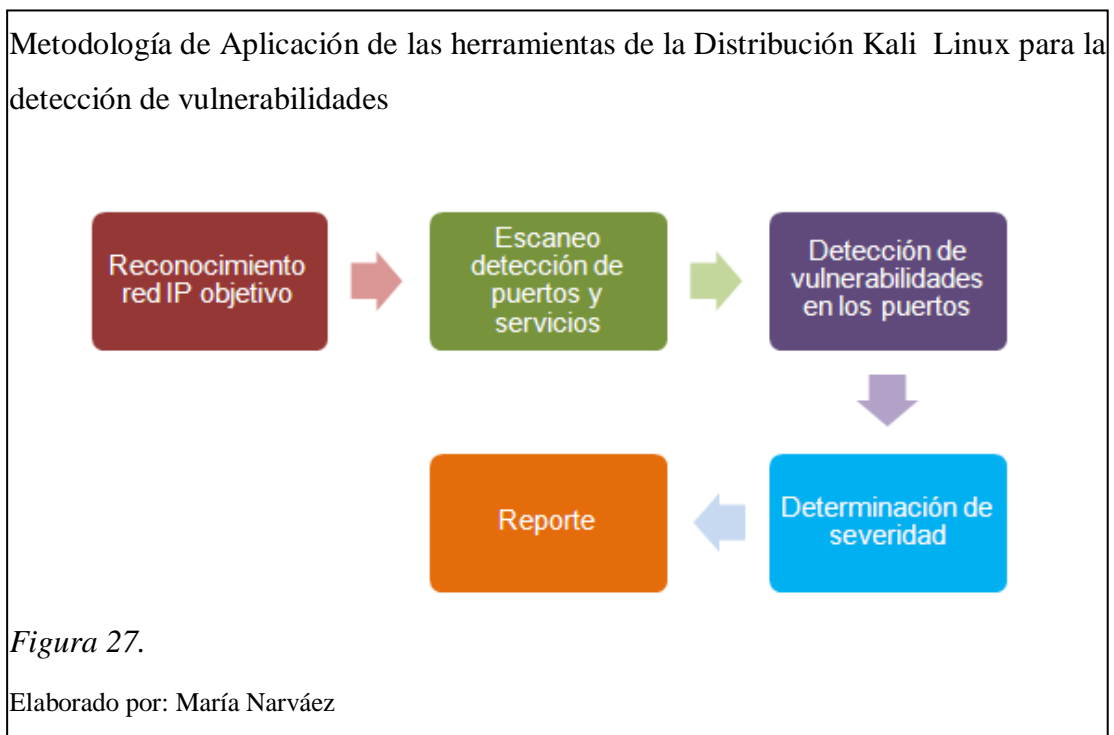 Metodología de Aplicación de las herramientas de la Distribución Kali Linux para la
detección de vulnerabilidades
Reconocimiento
red IP objetivo
Escaneo
detección de
puertos y
servicios
Detección de
vulnerabilidades
en los puertos
Determinación de
severidad
Reporte
Figura 27.
Elaborado por: María Narváez